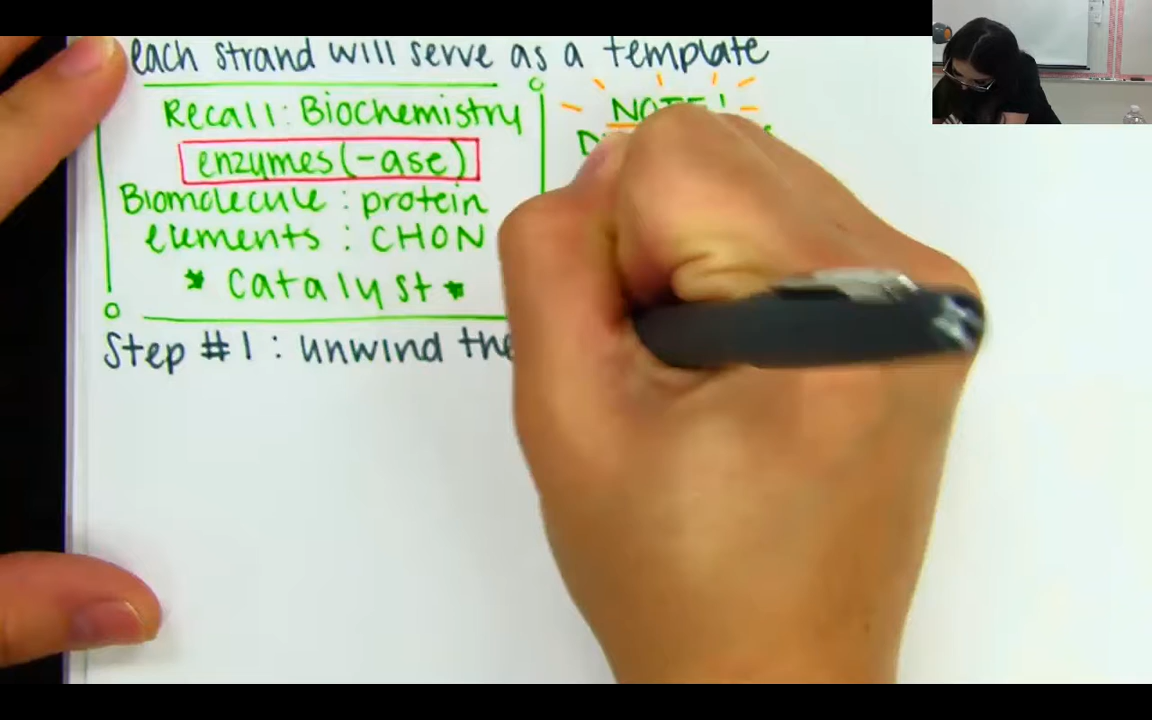 each strand will serve as a template
Recall: Biochemistry
NOTE!
enzymes (-ase)
Biomolecule : protein
elements : CHON
* catalyst *
Step #1 : unwind the